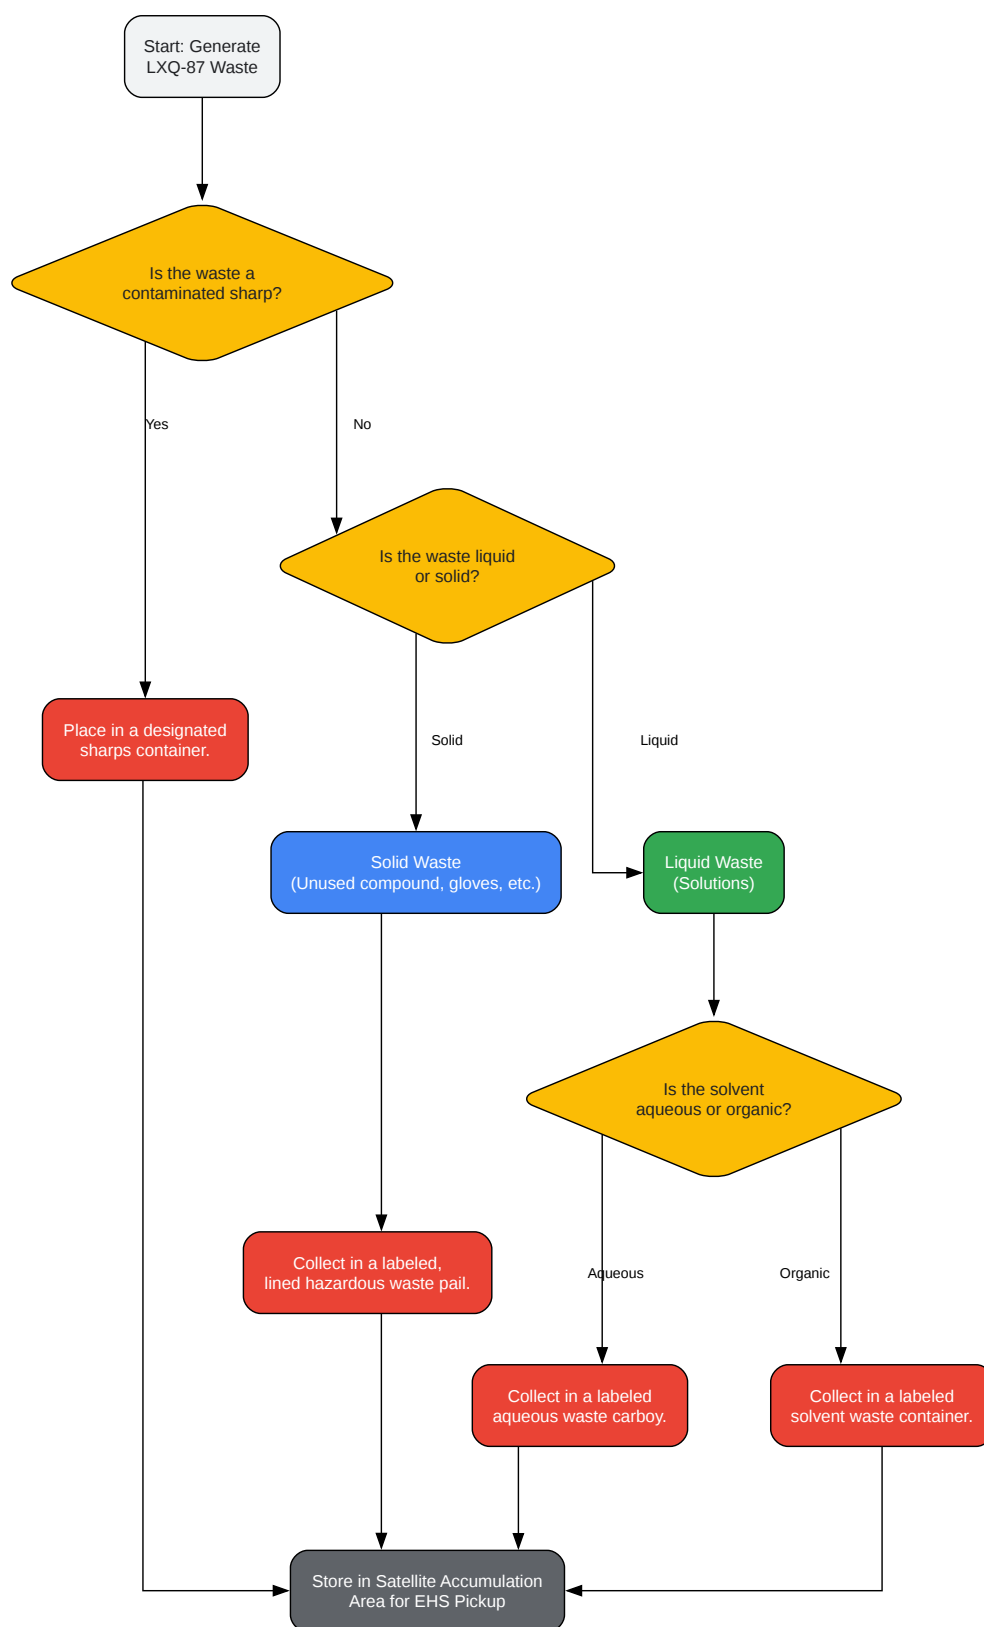 Start: Generate
LXQ-87 Waste
Is the waste a
contaminated sharp?
Yes
No
Is the waste liquid
or solid?
Place in a designated
sharps container.
Solid
Liquid
Solid Waste
(Unused compound, gloves, etc.)
Liquid Waste
(Solutions)
Is the solvent
aqueous or organic?
Collect in a labeled,
lined hazardous waste pail.
Aqueous
Organic
Collect in a labeled
aqueous waste carboy.
Collect in a labeled
solvent waste container.
Store in Satellite Accumulation
Area for EHS Pickup